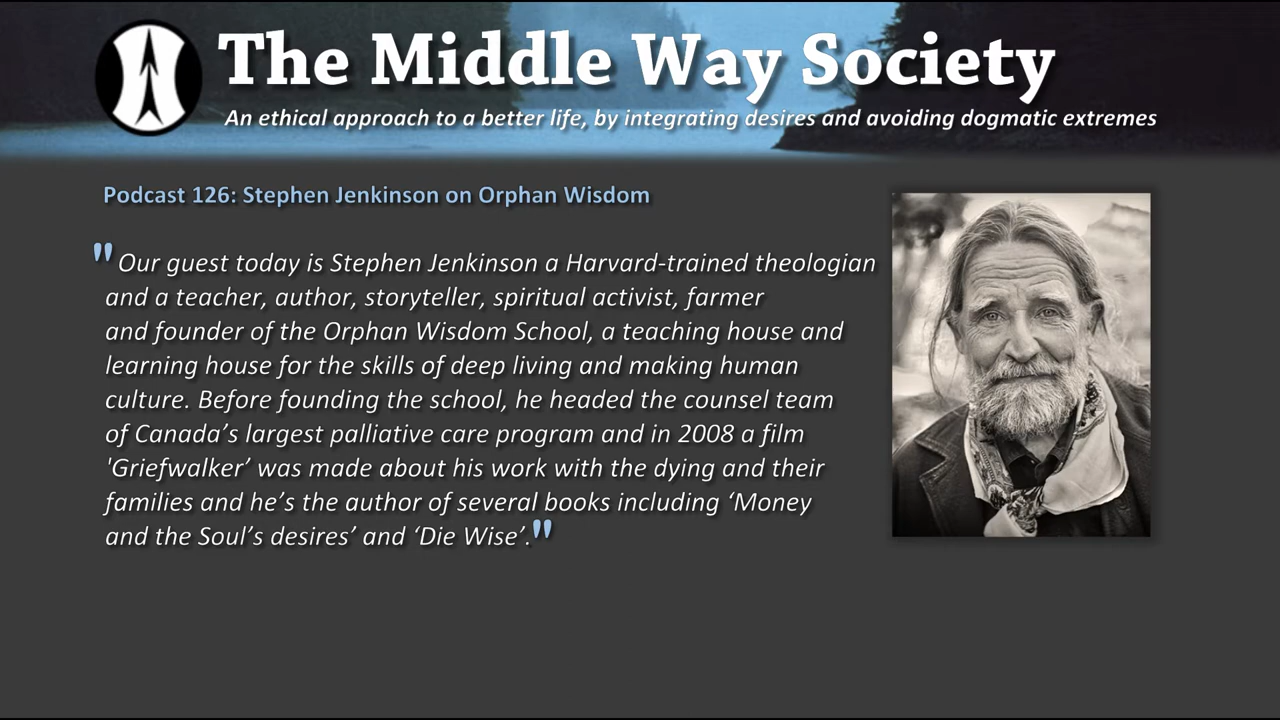 The Middle Way Society
An ethical approach to a better life, by integrating desires and avoiding dogmatic extremes
Podcast 126: Stephen Jenkinson on Orphan Wisdom
"Our guest today is Stephen Jenkinson a Harvard-trained theologian
and a teacher, author, storyteller, spiritual activist, farmer
and founder of the Orphan Wisdom School, a teaching house and
learning house for the skills of deep living and making human
culture. Before founding the school, he headed the counsel team
of Canada’s largest palliative care program and in 2008 a film
'Griefwalker’ was made about his work with the dying and their
families and he’s the author of several books including ‘Money
and the Soul’s desires’ and ‘Die Wise’."